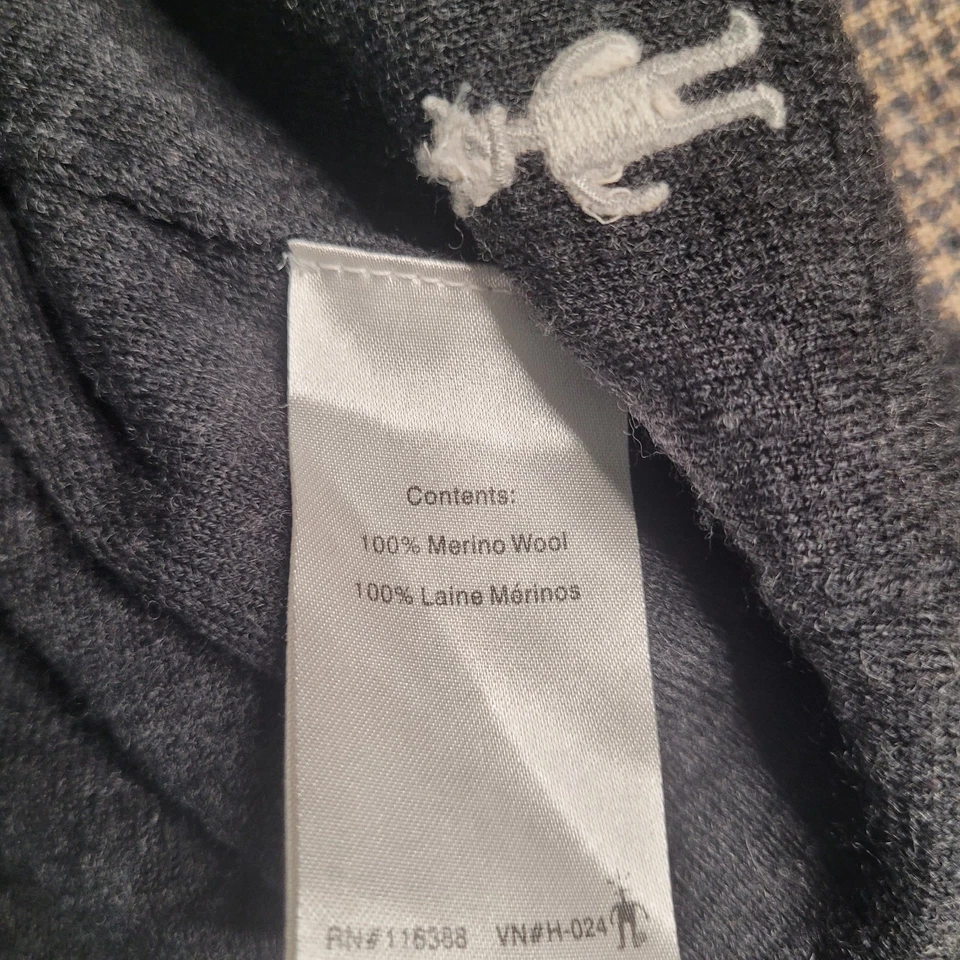 Contents:
100% Merino Wool
100% Laine Mérinos
RN#116388 VN#H-024